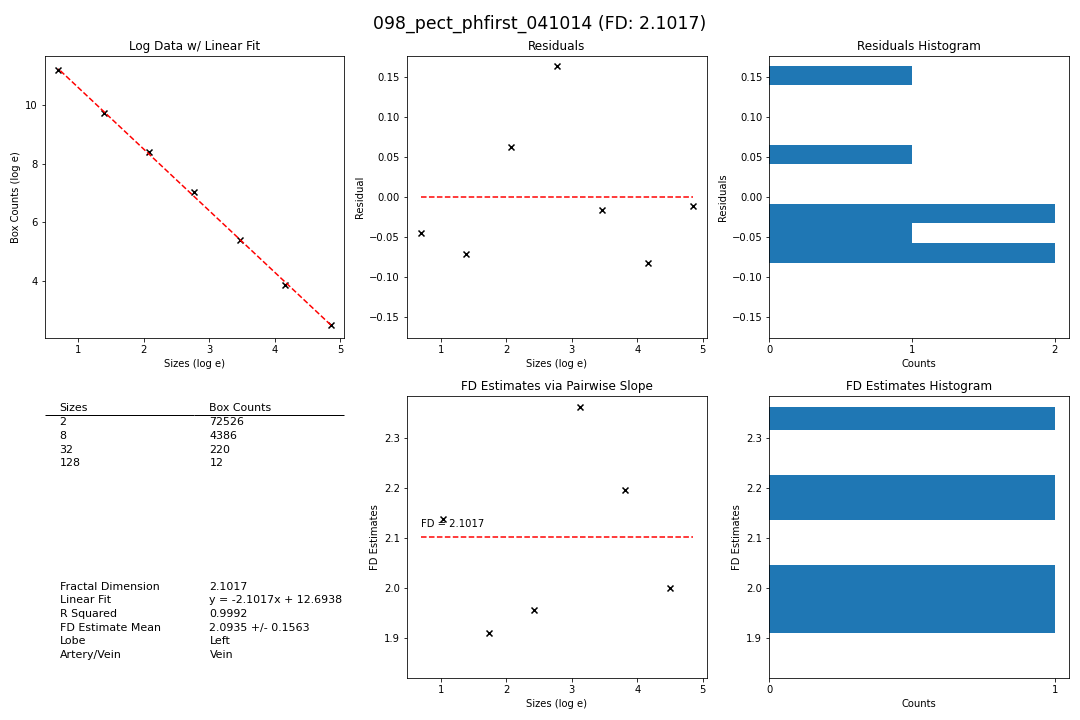 098_pect_phfirst_041014 (FD: 2.1017)
Log Data w/ Linear Fit
Box Counts (log e)
10
8
6
4
1 2 3 4 5
Sizes (log e)
Residuals
Residual
0.15
0.10
0.05
0.00
−0.05
−0.10
−0.15
1 2 3 4 5
Sizes (log e)
Residuals Histogram
Residuals
0.15
0.10
0.05
0.00
−0.05
−0.10
−0.15
0 1 2
Counts
Sizes Box Counts
2 72526
8 4386
32 220
128 12
Fractal Dimension 2.1017
Linear Fit y = -2.1017x + 12.6938
R Squared 0.9992
FD Estimate Mean 2.0935 +/- 0.1563
Lobe Left
Artery/Vein Vein
FD Estimates via Pairwise Slope
FD Estimates
2.3
2.2
2.1
2.0
1.9
FD = 2.1017
1 2 3 4 5
Sizes (log e)
FD Estimates Histogram
FD Estimates
2.3
2.2
2.1
2.0
1.9
0 1
Counts